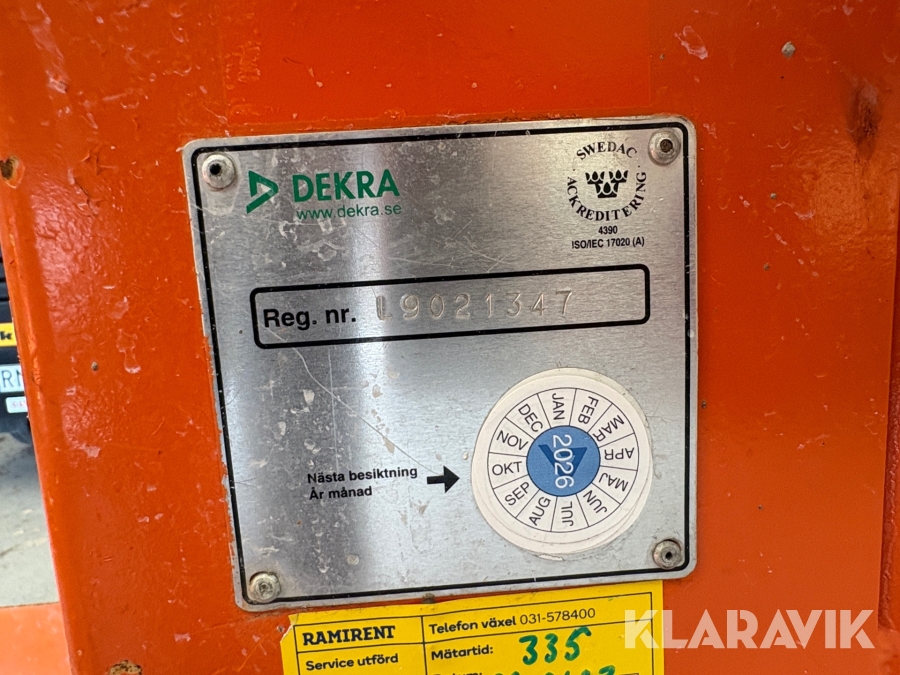 DEKRA
www.dekra.se
SWEDAC
ACKREDITERING
4390
ISO/IEC 17020 (A)
Reg. nr. L9021347
Nästa besiktning
År månad
JAN
FEB
MAR
APR
MAJ
JUN
JUL
AUG
SEP
OKT
NOV
DEC
2026
RAMIRENT
Service utförd
Telefon växel 031-578400
Mätartid: 335
KLARAVIK